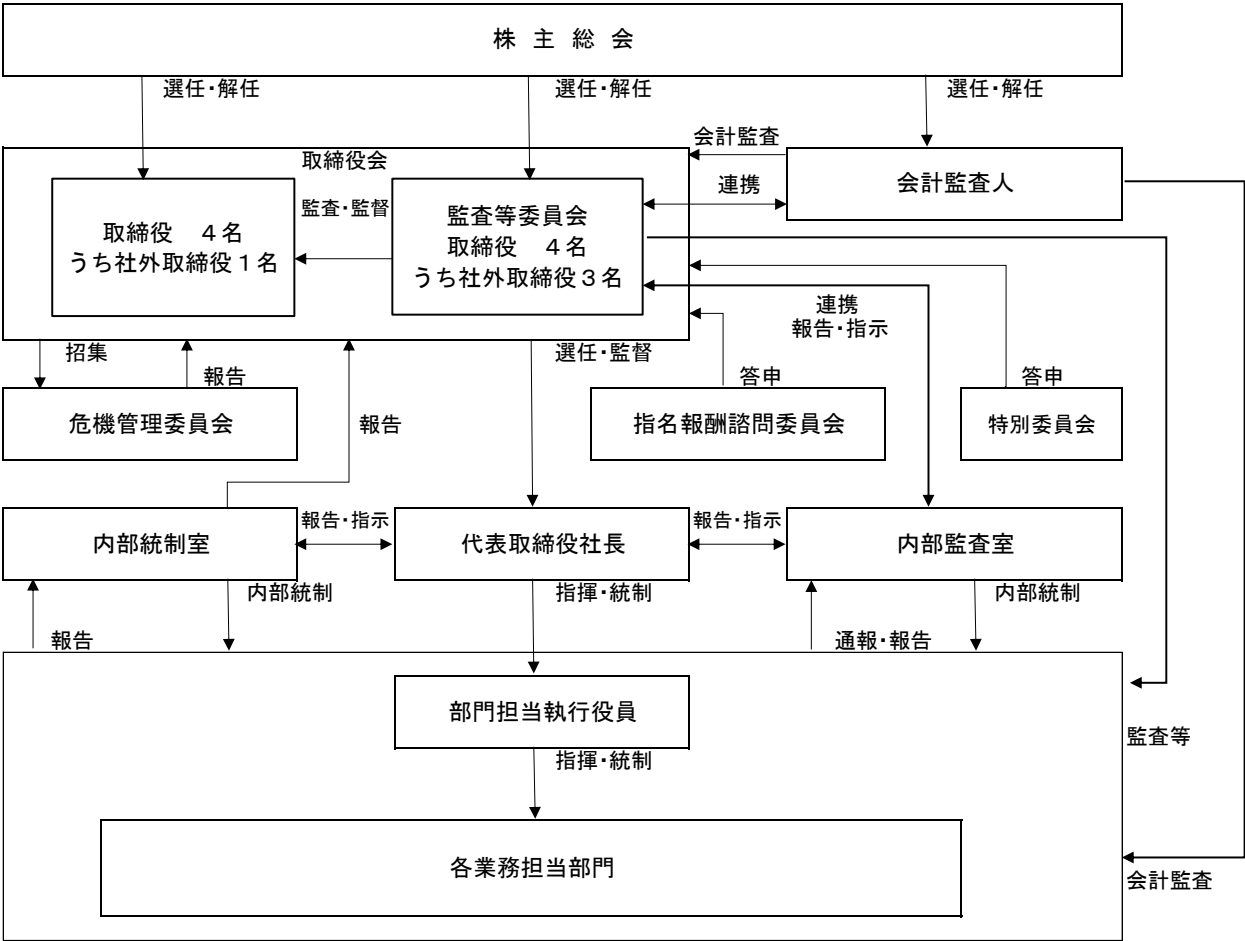 株主総会
選任・解任
選任・解任
選任・解任
会計監査
取締役会
連携
会計監査人
監査・監督
取締役 4名
うち社外取締役1名
監査等委員会
取締役 4名
うち社外取締役3名
連携
報告・指示
招集
報告
選任・監督
答申
答申
危機管理委員会
報告
指名報酬諮問委員会
特別委員会
内部統制室
報告・指示
代表取締役社長
報告・指示
内部監査室
内部統制
指揮・統制
内部統制
報告
通報・報告
部門担当執行役員
監査等
指揮・統制
各業務担当部門
会計監査